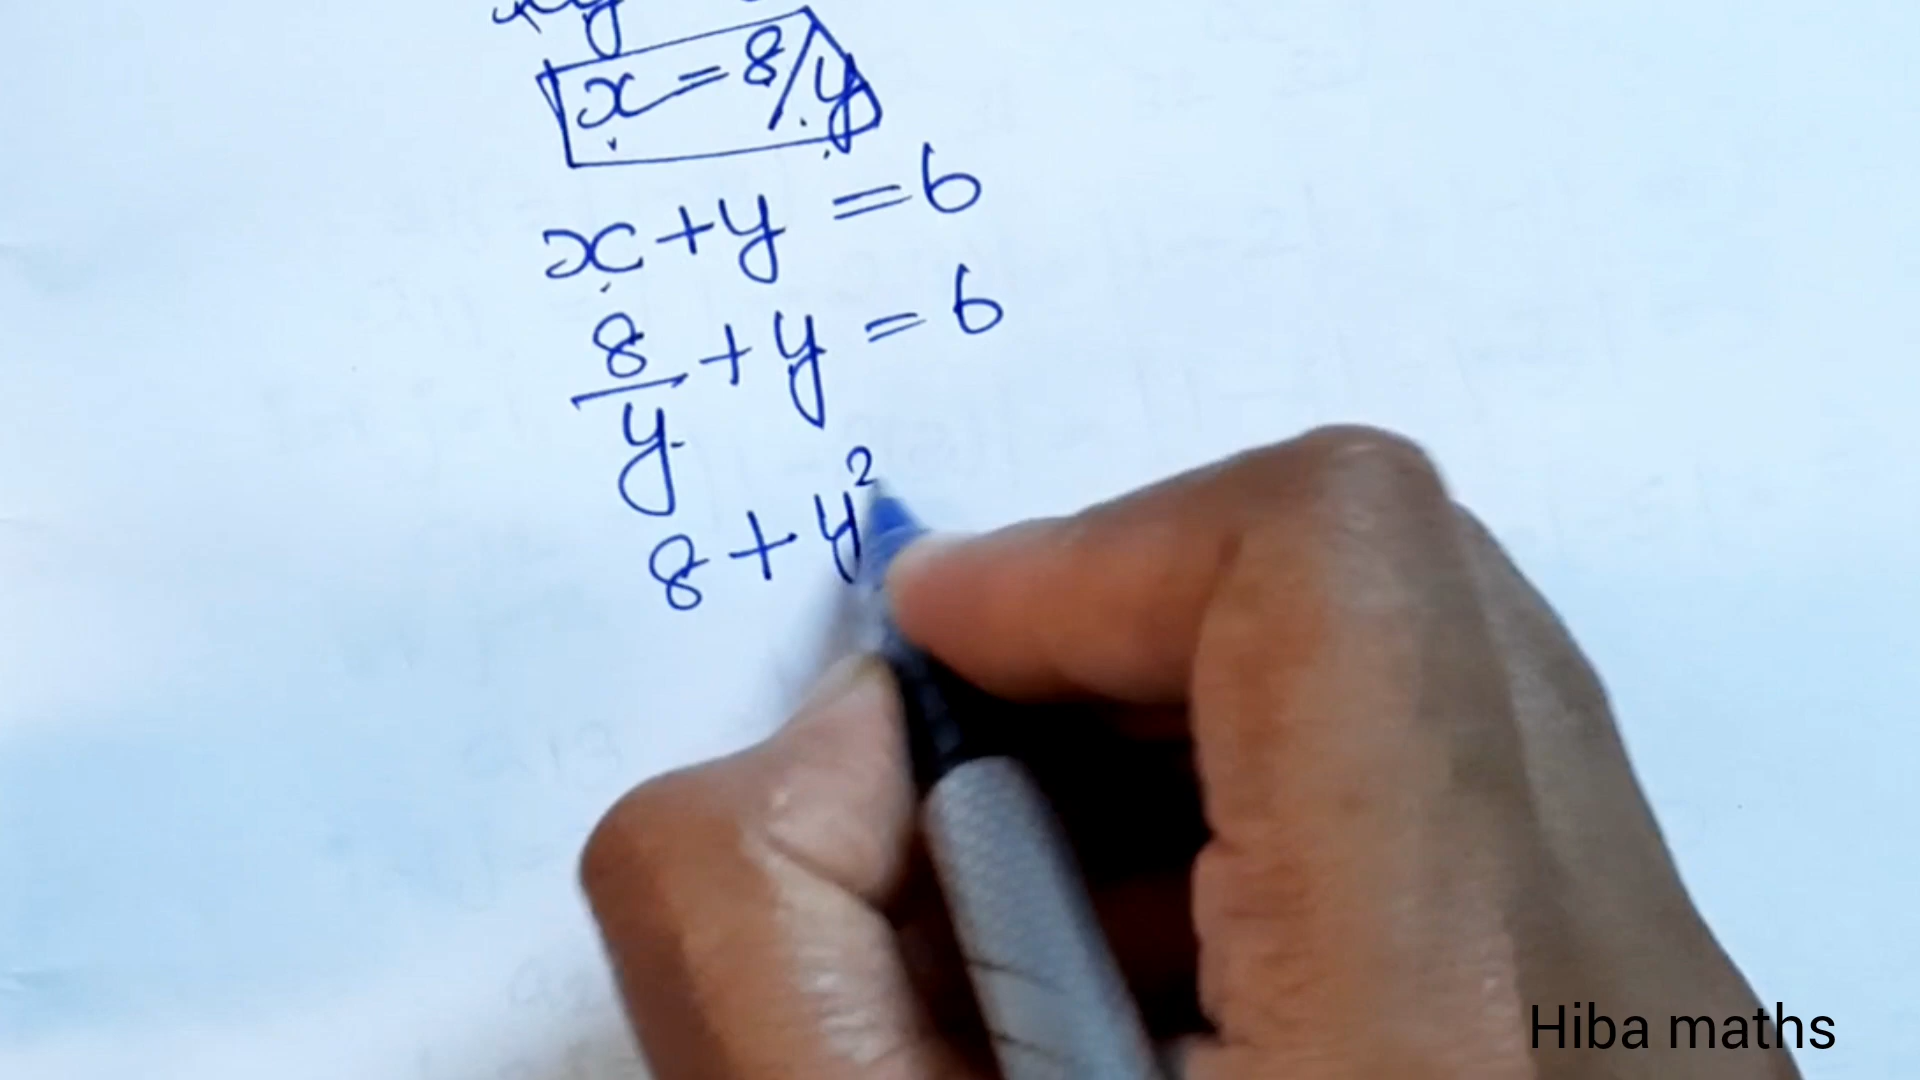 x = 8/y
x + y = 6
8/y + y = 6
8 + y²
Hiba maths